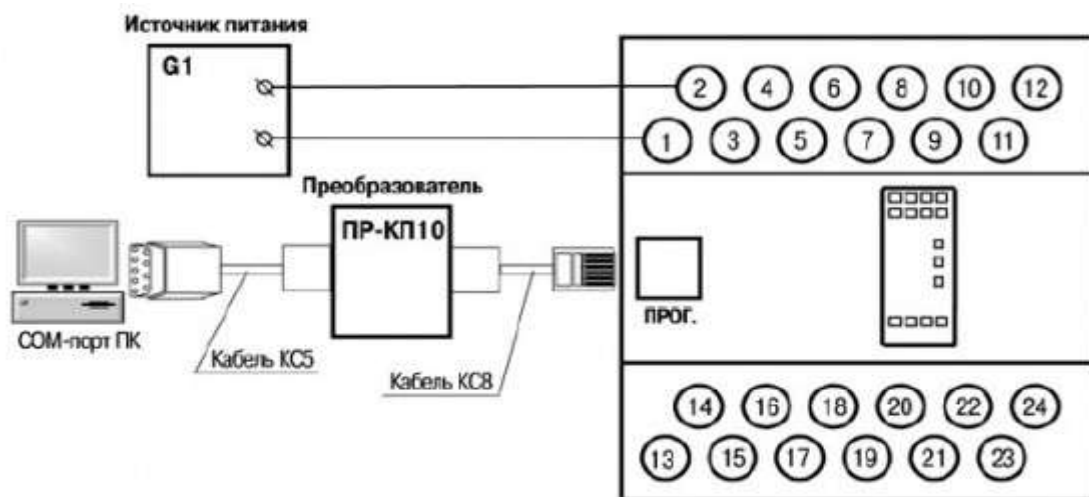 Источник питания
G1
2 4 6 8 10 12
1 3 5 7 9 11
Преобразователь
ПР-КП10
ПРОГ.
COM-порт ПК
Кабель КС5
Кабель КС8
14 16 18 20 22 24
13 15 17 19 21 23